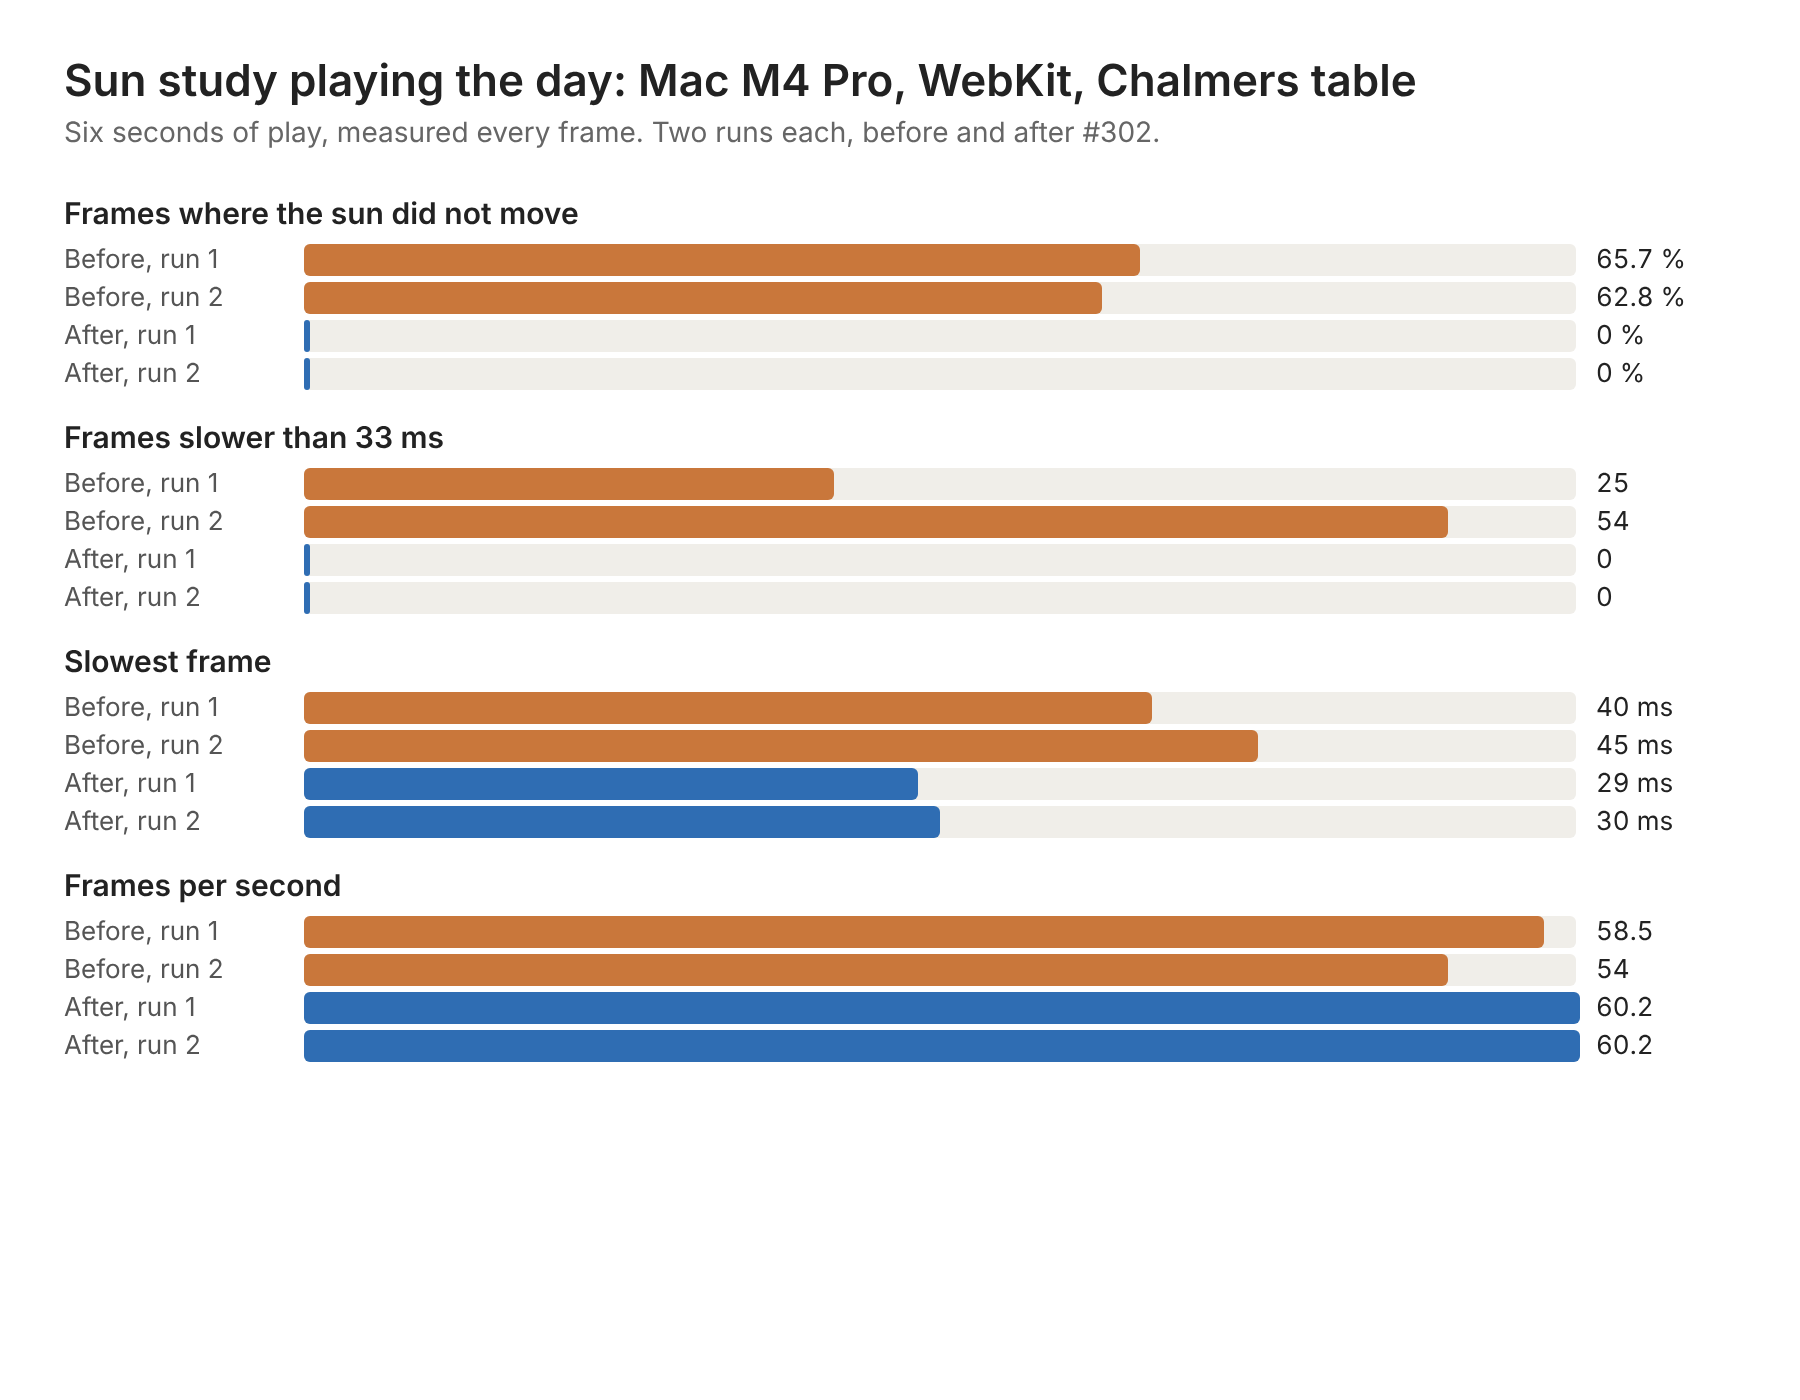 Sun study playing the day: Mac M4 Pro, WebKit, Chalmers table
Six seconds of play, measured every frame. Two runs each, before and after #302.
Frames where the sun did not move
Before, run 1 65.7 %
Before, run 2 62.8 %
After, run 1 0 %
After, run 2 0 %
Frames slower than 33 ms
Before, run 1 25
Before, run 2 54
After, run 1 0
After, run 2 0
Slowest frame
Before, run 1 40 ms
Before, run 2 45 ms
After, run 1 29 ms
After, run 2 30 ms
Frames per second
Before, run 1 58.5
Before, run 2 54
After, run 1 60.2
After, run 2 60.2